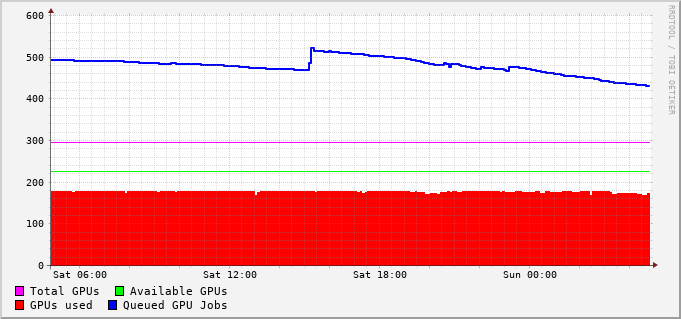 600
500
400
300
200
100
0
Sat 06:00 Sat 12:00 Sat 18:00 Sun 00:00
Total GPUs Available GPUs
GPUs used Queued GPU Jobs
RRDTOOL / TOBI OETIKER